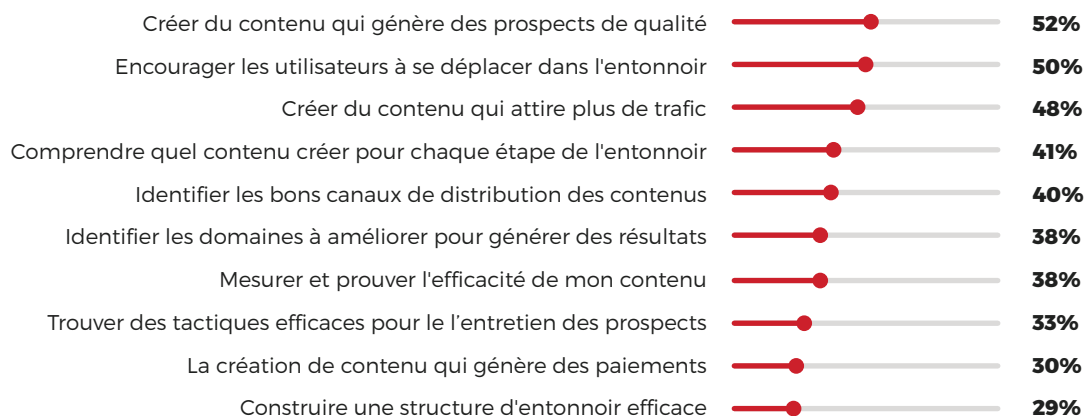 Créer du contenu qui génère des prospects de qualité 52%
Encourager les utilisateurs à se déplacer dans l'entonnoir 50%
Créer du contenu qui attire plus de trafic 48%
Comprendre quel contenu créer pour chaque étape de l'entonnoir 41%
Identifier les bons canaux de distribution des contenus 40%
Identifier les domaines à améliorer pour générer des résultats 38%
Mesurer et prouver l'efficacité de mon contenu 38%
Trouver des tactiques efficaces pour le l’entretien des prospects 33%
La création de contenu qui génère des paiements 30%
Construire une structure d'entonnoir efficace 29%